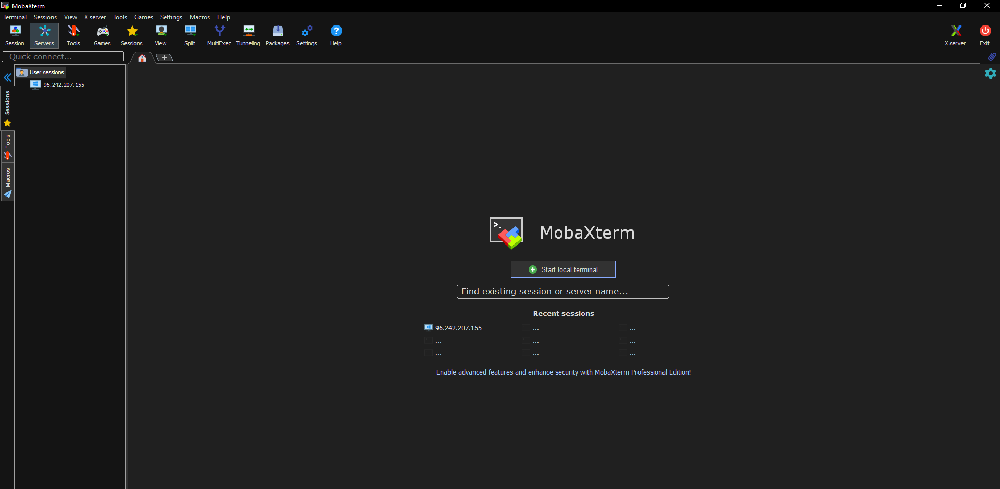 MobaXterm
Terminal Sessions View X server Tools Games Settings Macros Help
Session Servers Tools Games Sessions View Split MultiExec Tunneling Packages Settings Help X server Exit
Quick connect...
User sessions
96.242.207.155
Sessions
Tools
Macros
>_
MobaXterm
Start local terminal
Find existing session or server name...
Recent sessions
96.242.207.155 ... ...
... ... ...
... ... ...
Enable advanced features and enhance security with MobaXterm Professional Edition!